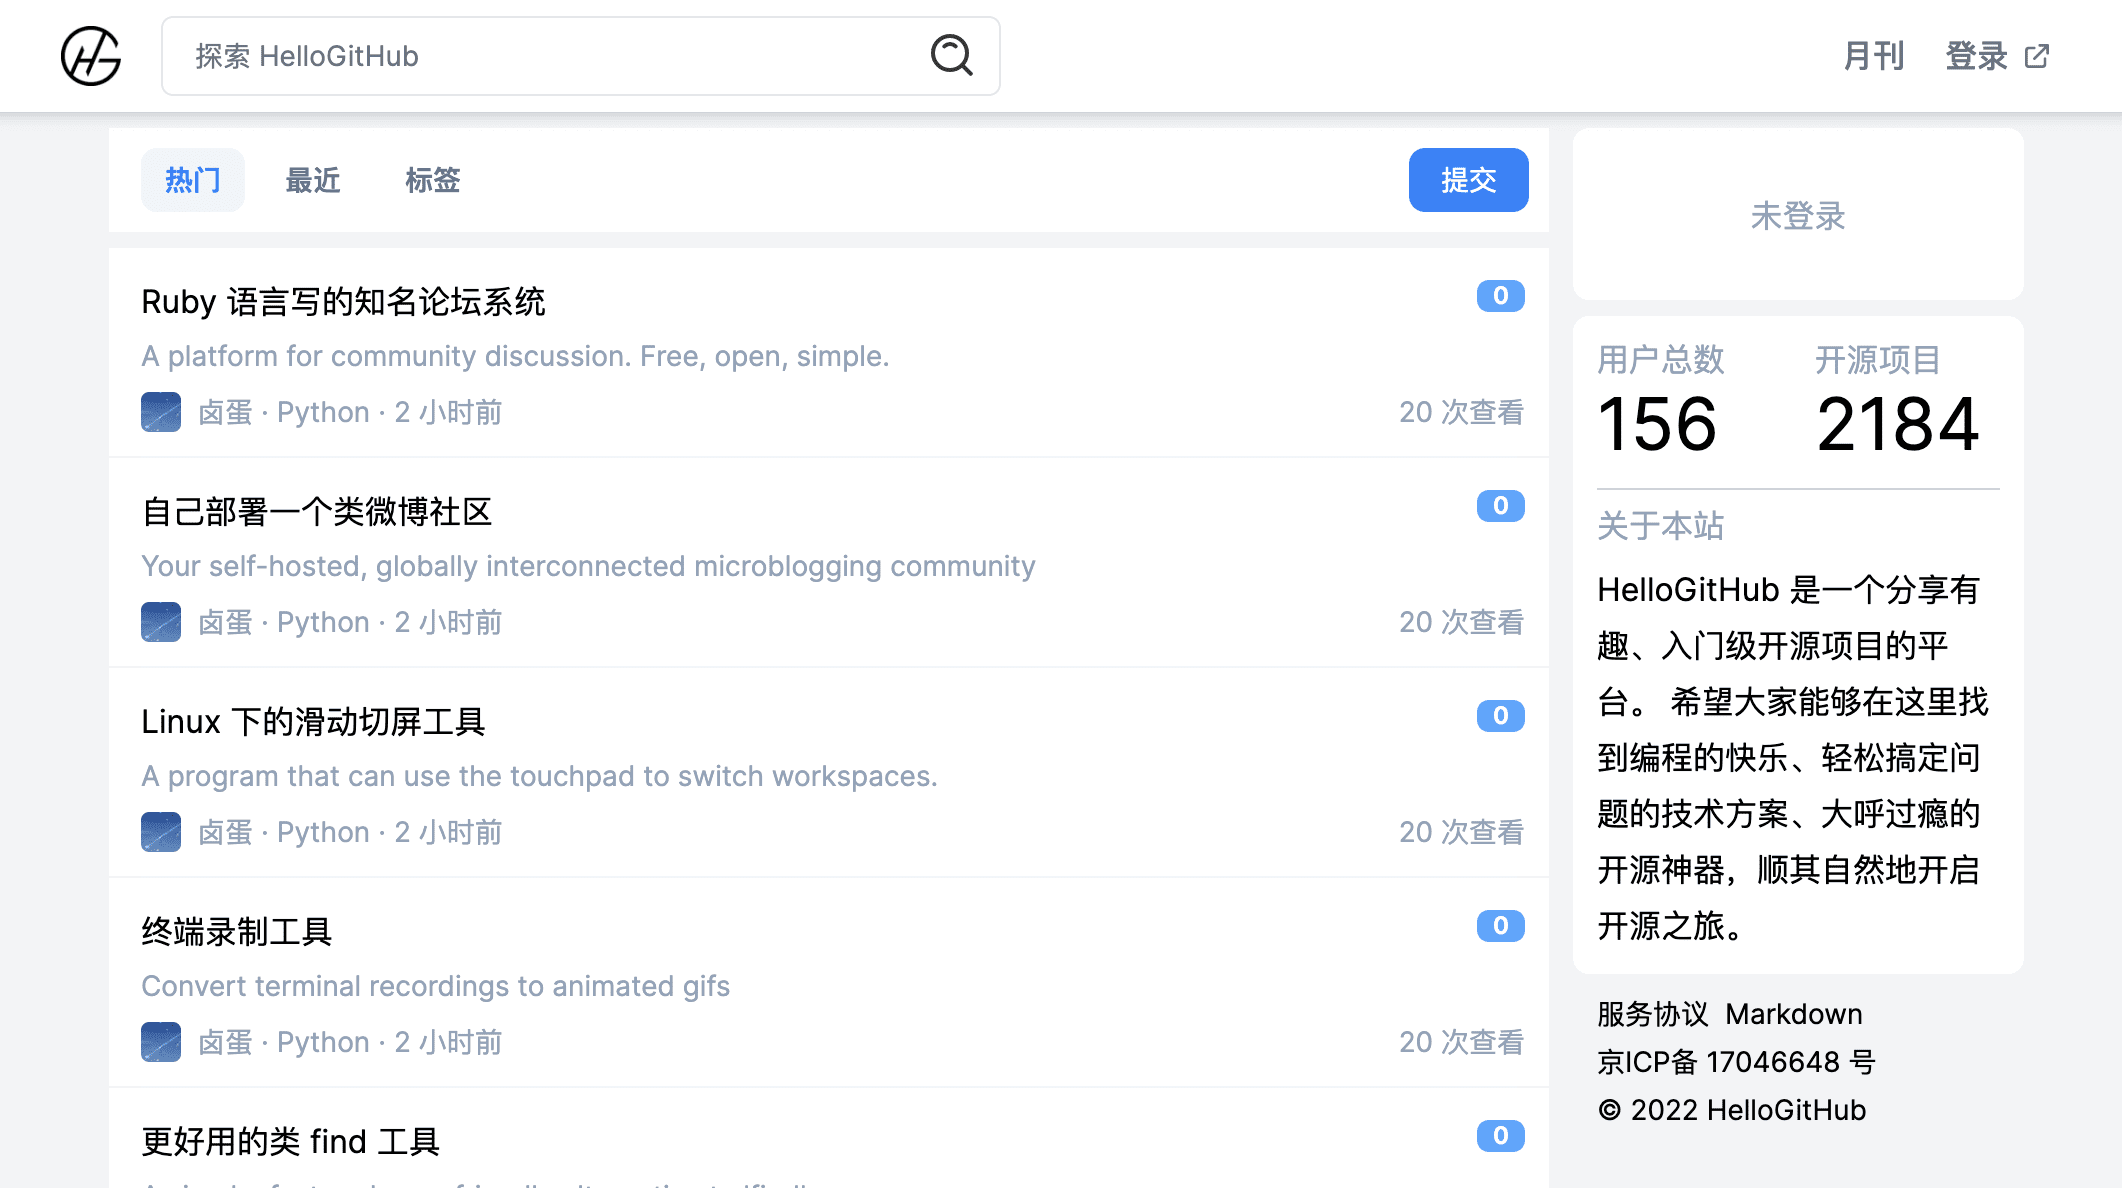 探索 HelloGitHub
月刊
登录
热门
最近
标签
提交
Ruby 语言写的知名论坛系统
0
A platform for community discussion. Free, open, simple.
卤蛋 · Python · 2 小时前
20 次查看
自己部署一个类微博社区
0
Your self-hosted, globally interconnected microblogging community
卤蛋 · Python · 2 小时前
20 次查看
Linux 下的滑动切屏工具
0
A program that can use the touchpad to switch workspaces.
卤蛋 · Python · 2 小时前
20 次查看
终端录制工具
0
Convert terminal recordings to animated gifs
卤蛋 · Python · 2 小时前
20 次查看
更好用的类 find 工具
0
未登录
用户总数
156
开源项目
2184
关于本站
HelloGitHub 是一个分享有
趣、入门级开源项目的平
台。 希望大家能够在这里找
到编程的快乐、轻松搞定问
题的技术方案、大呼过瘾的
开源神器，顺其自然地开启
开源之旅。
服务协议 Markdown
京ICP备 17046648 号
© 2022 HelloGitHub